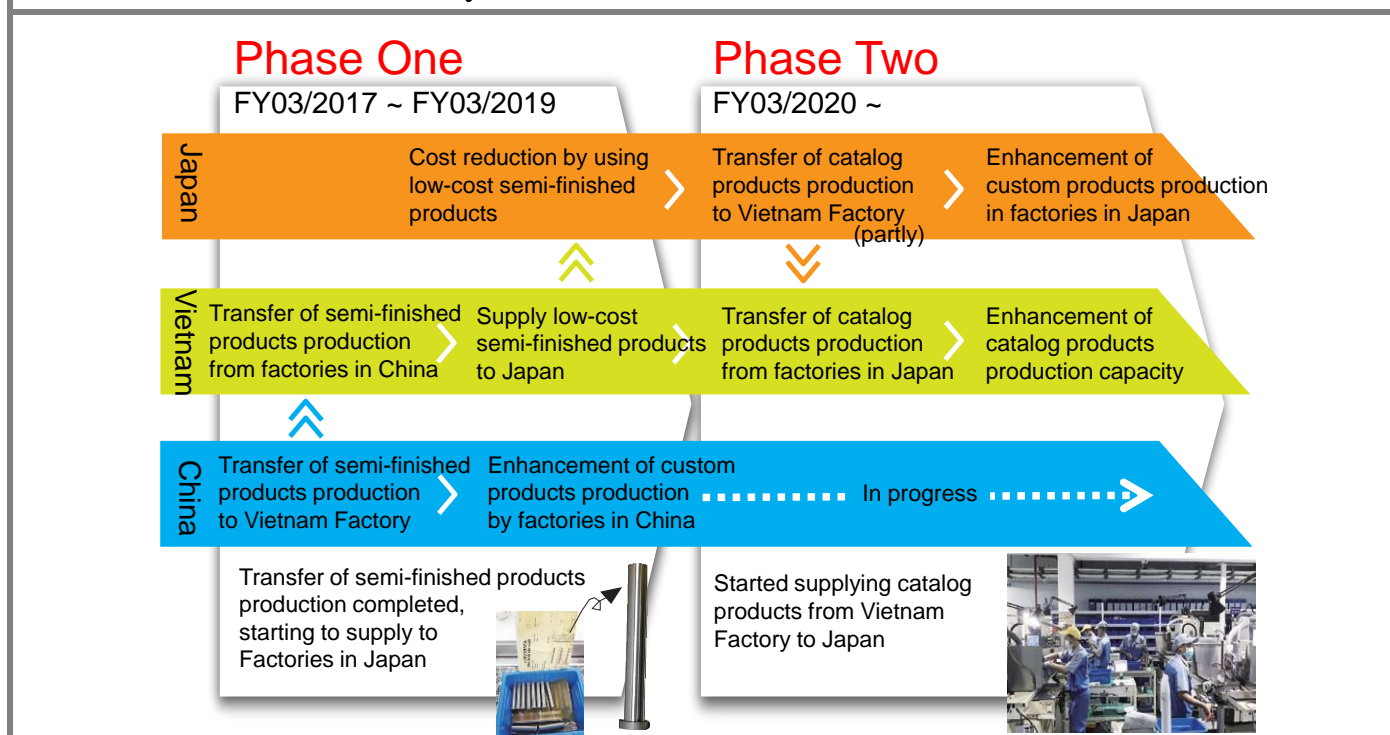 Phase One
FY03/2017 ~ FY03/2019
Phase Two
FY03/2020 ~
Japan
Cost reduction by using
low-cost semi-finished
products
Transfer of catalog
products production
to Vietnam Factory
(partly)
Enhancement of
custom products production
in factories in Japan
Vietnam
Transfer of semi-finished
products production
from factories in China
Supply low-cost
semi-finished products
to Japan
Transfer of catalog
products production
from factories in Japan
Enhancement of
catalog products
production capacity
China
Transfer of semi-finished
products production
to Vietnam Factory
Enhancement of custom
products production
by factories in China
In progress
Transfer of semi-finished products
production completed,
starting to supply to
Factories in Japan
Started supplying catalog
products from Vietnam
Factory to Japan